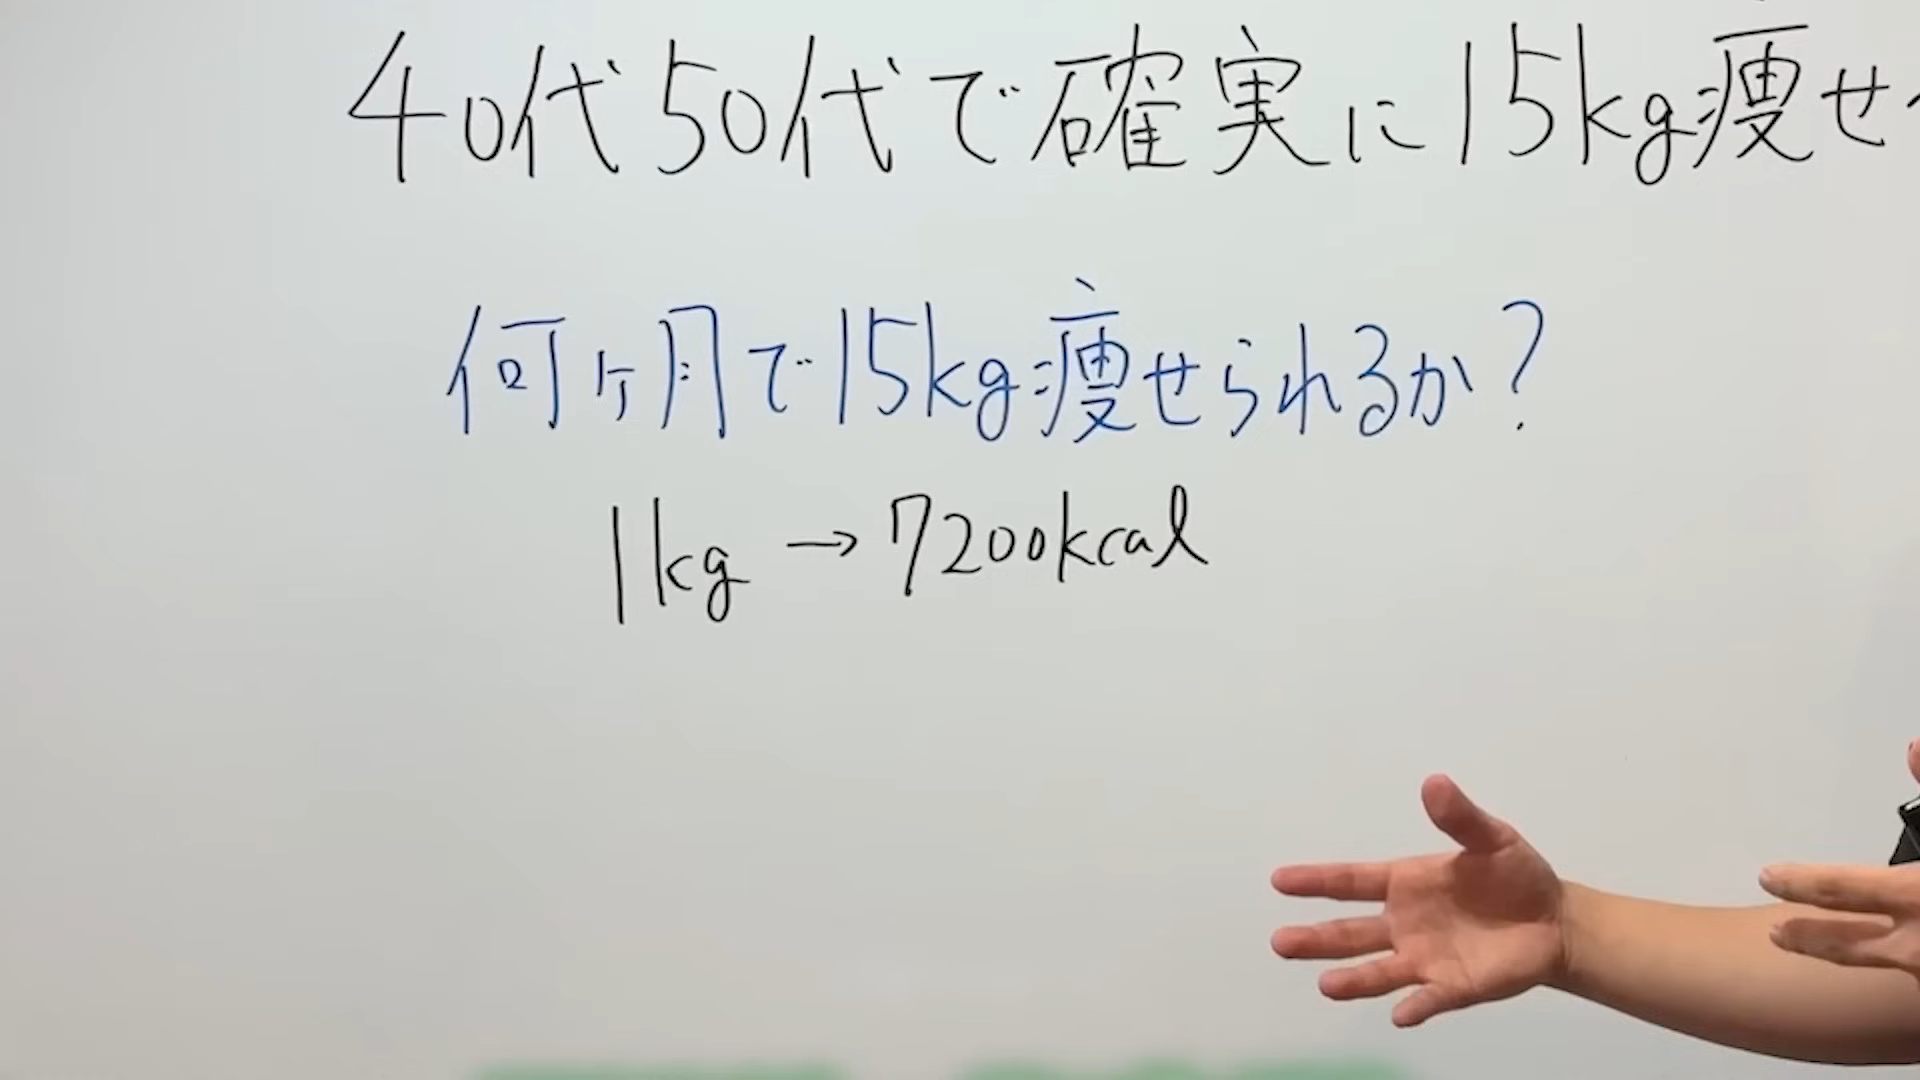 40代50代で確実に15kg痩せ
何ヶ月で15kg痩せられるか?
1kg → 7200kcal